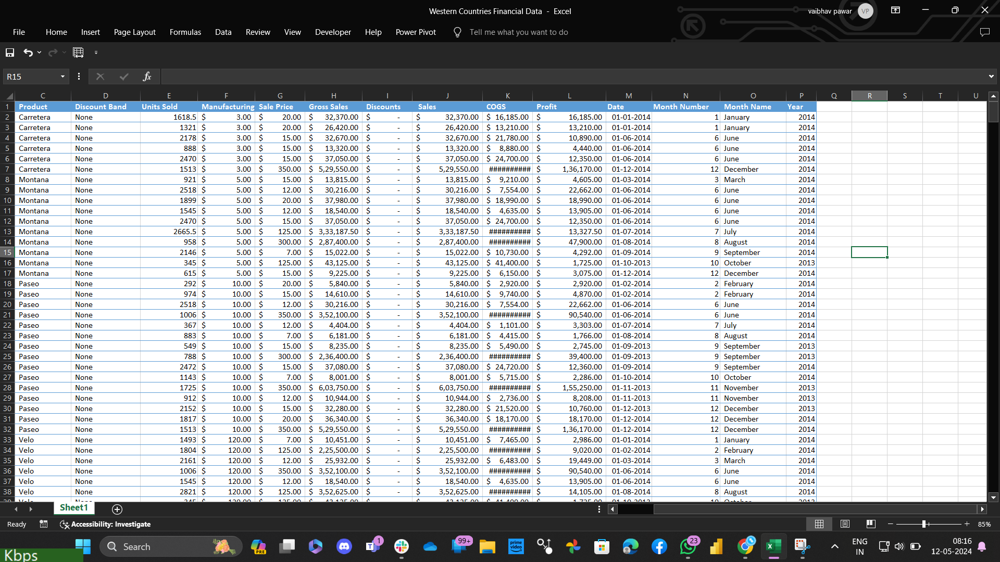 Western Countries Financial Data - Excel
vaibhav pawar VP
File Home Insert Page Layout Formulas Data Review View Developer Help Power Pivot Tell me what you want to do
R15 fx
C D E F G H I J K L M N O P Q R S T U
1 Product Discount Band Units Sold Manufacturing Sale Price Gross Sales Discounts Sales COGS Profit Date Month Number Month Name Year
2 Carretera None 1618.5 $ 3.00 $ 20.00 $ 32,370.00 $ - $ 32,370.00 $ 16,185.00 $ 16,185.00 01-01-2014 1 January 2014
3 Carretera None 1321 $ 3.00 $ 20.00 $ 26,420.00 $ - $ 26,420.00 $ 13,210.00 $ 13,210.00 01-01-2014 1 January 2014
4 Carretera None 2178 $ 3.00 $ 15.00 $ 32,670.00 $ - $ 32,670.00 $ 21,780.00 $ 10,890.00 01-06-2014 6 June 2014
5 Carretera None 888 $ 3.00 $ 15.00 $ 13,320.00 $ - $ 13,320.00 $ 8,880.00 $ 4,440.00 01-06-2014 6 June 2014
6 Carretera None 2470 $ 3.00 $ 15.00 $ 37,050.00 $ - $ 37,050.00 $ 24,700.00 $ 12,350.00 01-06-2014 6 June 2014
7 Carretera None 1513 $ 3.00 $ 350.00 $ 5,29,550.00 $ - $ 5,29,550.00 ########## $ 1,36,170.00 01-12-2014 12 December 2014
8 Montana None 921 $ 5.00 $ 15.00 $ 13,815.00 $ - $ 13,815.00 $ 9,210.00 $ 4,605.00 01-03-2014 3 March 2014
9 Montana None 2518 $ 5.00 $ 12.00 $ 30,216.00 $ - $ 30,216.00 $ 7,554.00 $ 22,662.00 01-06-2014 6 June 2014
10 Montana None 1899 $ 5.00 $ 20.00 $ 37,980.00 $ - $ 37,980.00 $ 18,990.00 $ 18,990.00 01-06-2014 6 June 2014
11 Montana None 1545 $ 5.00 $ 12.00 $ 18,540.00 $ - $ 18,540.00 $ 4,635.00 $ 13,905.00 01-06-2014 6 June 2014
12 Montana None 2470 $ 5.00 $ 15.00 $ 37,050.00 $ - $ 37,050.00 $ 24,700.00 $ 12,350.00 01-06-2014 6 June 2014
13 Montana None 2665.5 $ 5.00 $ 125.00 $ 3,33,187.50 $ - $ 3,33,187.50 ########## $ 13,327.50 01-07-2014 7 July 2014
14 Montana None 958 $ 5.00 $ 300.00 $ 2,87,400.00 $ - $ 2,87,400.00 ########## $ 47,900.00 01-08-2014 8 August 2014
15 Montana None 2146 $ 5.00 $ 7.00 $ 15,022.00 $ - $ 15,022.00 $ 10,730.00 $ 4,292.00 01-09-2014 9 September 2014
16 Montana None 345 $ 5.00 $ 125.00 $ 43,125.00 $ - $ 43,125.00 $ 41,400.00 $ 1,725.00 01-10-2013 10 October 2013
17 Montana None 615 $ 5.00 $ 15.00 $ 9,225.00 $ - $ 9,225.00 $ 6,150.00 $ 3,075.00 01-12-2014 12 December 2014
18 Paseo None 292 $ 10.00 $ 20.00 $ 5,840.00 $ - $ 5,840.00 $ 2,920.00 $ 2,920.00 01-02-2014 2 February 2014
19 Paseo None 974 $ 10.00 $ 15.00 $ 14,610.00 $ - $ 14,610.00 $ 9,740.00 $ 4,870.00 01-02-2014 2 February 2014
20 Paseo None 2518 $ 10.00 $ 12.00 $ 30,216.00 $ - $ 30,216.00 $ 7,554.00 $ 22,662.00 01-06-2014 6 June 2014
21 Paseo None 1006 $ 10.00 $ 350.00 $ 3,52,100.00 $ - $ 3,52,100.00 ########## $ 90,540.00 01-06-2014 6 June 2014
22 Paseo None 367 $ 10.00 $ 12.00 $ 4,404.00 $ - $ 4,404.00 $ 1,101.00 $ 3,303.00 01-07-2014 7 July 2014
23 Paseo None 883 $ 10.00 $ 7.00 $ 6,181.00 $ - $ 6,181.00 $ 4,415.00 $ 1,766.00 01-08-2014 8 August 2014
24 Paseo None 549 $ 10.00 $ 15.00 $ 8,235.00 $ - $ 8,235.00 $ 5,490.00 $ 2,745.00 01-09-2013 9 September 2013
25 Paseo None 788 $ 10.00 $ 300.00 $ 2,36,400.00 $ - $ 2,36,400.00 ########## $ 39,400.00 01-09-2013 9 September 2013
26 Paseo None 2472 $ 10.00 $ 15.00 $ 37,080.00 $ - $ 37,080.00 $ 24,720.00 $ 12,360.00 01-09-2014 9 September 2014
27 Paseo None 1143 $ 10.00 $ 7.00 $ 8,001.00 $ - $ 8,001.00 $ 5,715.00 $ 2,286.00 01-10-2014 10 October 2014
28 Paseo None 1725 $ 10.00 $ 350.00 $ 6,03,750.00 $ - $ 6,03,750.00 ########## $ 1,55,250.00 01-11-2013 11 November 2013
29 Paseo None 912 $ 10.00 $ 12.00 $ 10,944.00 $ - $ 10,944.00 $ 2,736.00 $ 8,208.00 01-11-2013 11 November 2013
30 Paseo None 2152 $ 10.00 $ 15.00 $ 32,280.00 $ - $ 32,280.00 $ 21,520.00 $ 10,760.00 01-12-2013 12 December 2013
31 Paseo None 1817 $ 10.00 $ 20.00 $ 36,340.00 $ - $ 36,340.00 $ 18,170.00 $ 18,170.00 01-12-2014 12 December 2014
32 Paseo None 1513 $ 10.00 $ 350.00 $ 5,29,550.00 $ - $ 5,29,550.00 ########## $ 1,36,170.00 01-12-2014 12 December 2014
33 Velo None 1493 $ 120.00 $ 7.00 $ 10,451.00 $ - $ 10,451.00 $ 7,465.00 $ 2,986.00 01-01-2014 1 January 2014
34 Velo None 1804 $ 120.00 $ 125.00 $ 2,25,500.00 $ - $ 2,25,500.00 ########## $ 9,020.00 01-02-2014 2 February 2014
35 Velo None 2161 $ 120.00 $ 12.00 $ 25,932.00 $ - $ 25,932.00 $ 6,483.00 $ 19,449.00 01-03-2014 3 March 2014
36 Velo None 1006 $ 120.00 $ 350.00 $ 3,52,100.00 $ - $ 3,52,100.00 ########## $ 90,540.00 01-06-2014 6 June 2014
37 Velo None 1545 $ 120.00 $ 12.00 $ 18,540.00 $ - $ 18,540.00 $ 4,635.00 $ 13,905.00 01-06-2014 6 June 2014
38 Velo None 2821 $ 120.00 $ 125.00 $ 3,52,625.00 $ - $ 3,52,625.00 ########## $ 14,105.00 01-08-2014 8 August 2014
Sheet1
Ready Accessibility: Investigate 85%
Search PRE 1 99+ prime video 23 ENG IN 08:16 12-05-2024
Kbps